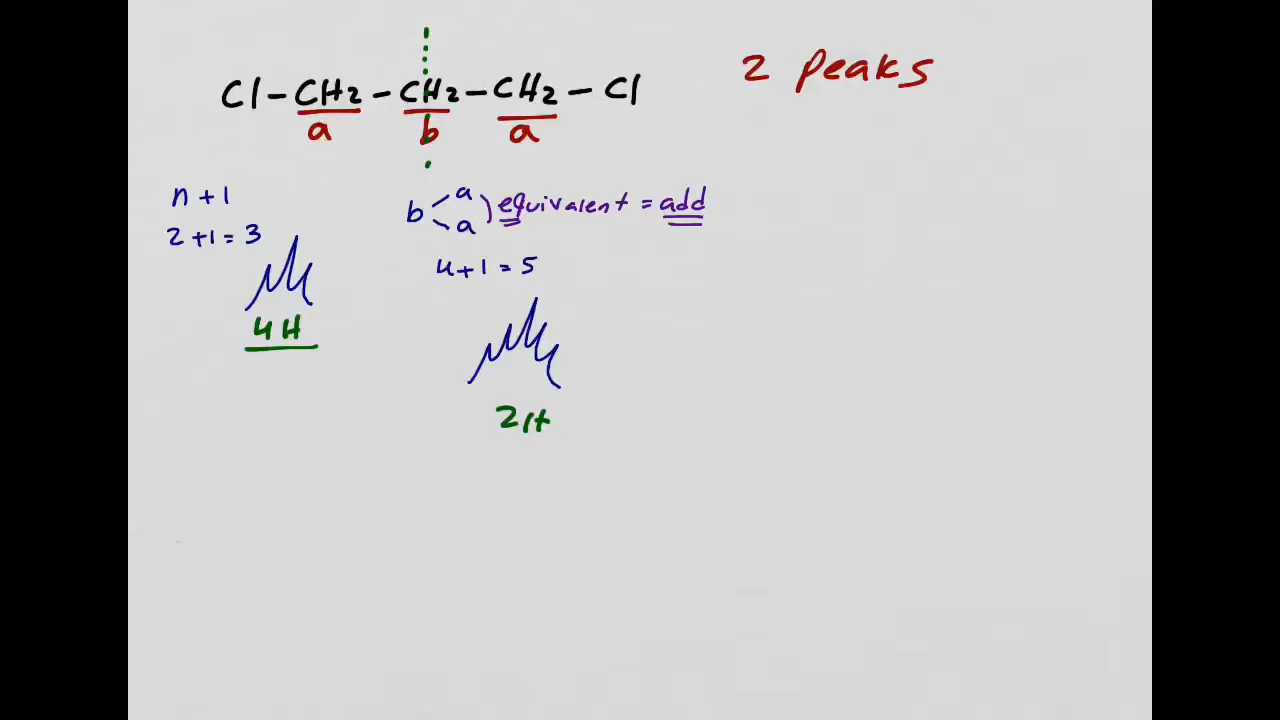 Cl-CH2-CH2-CH2-Cl
2 peaks
a b a
n+1
2+1=3
4H
b a equivalent = add
a
4+1=5
2H